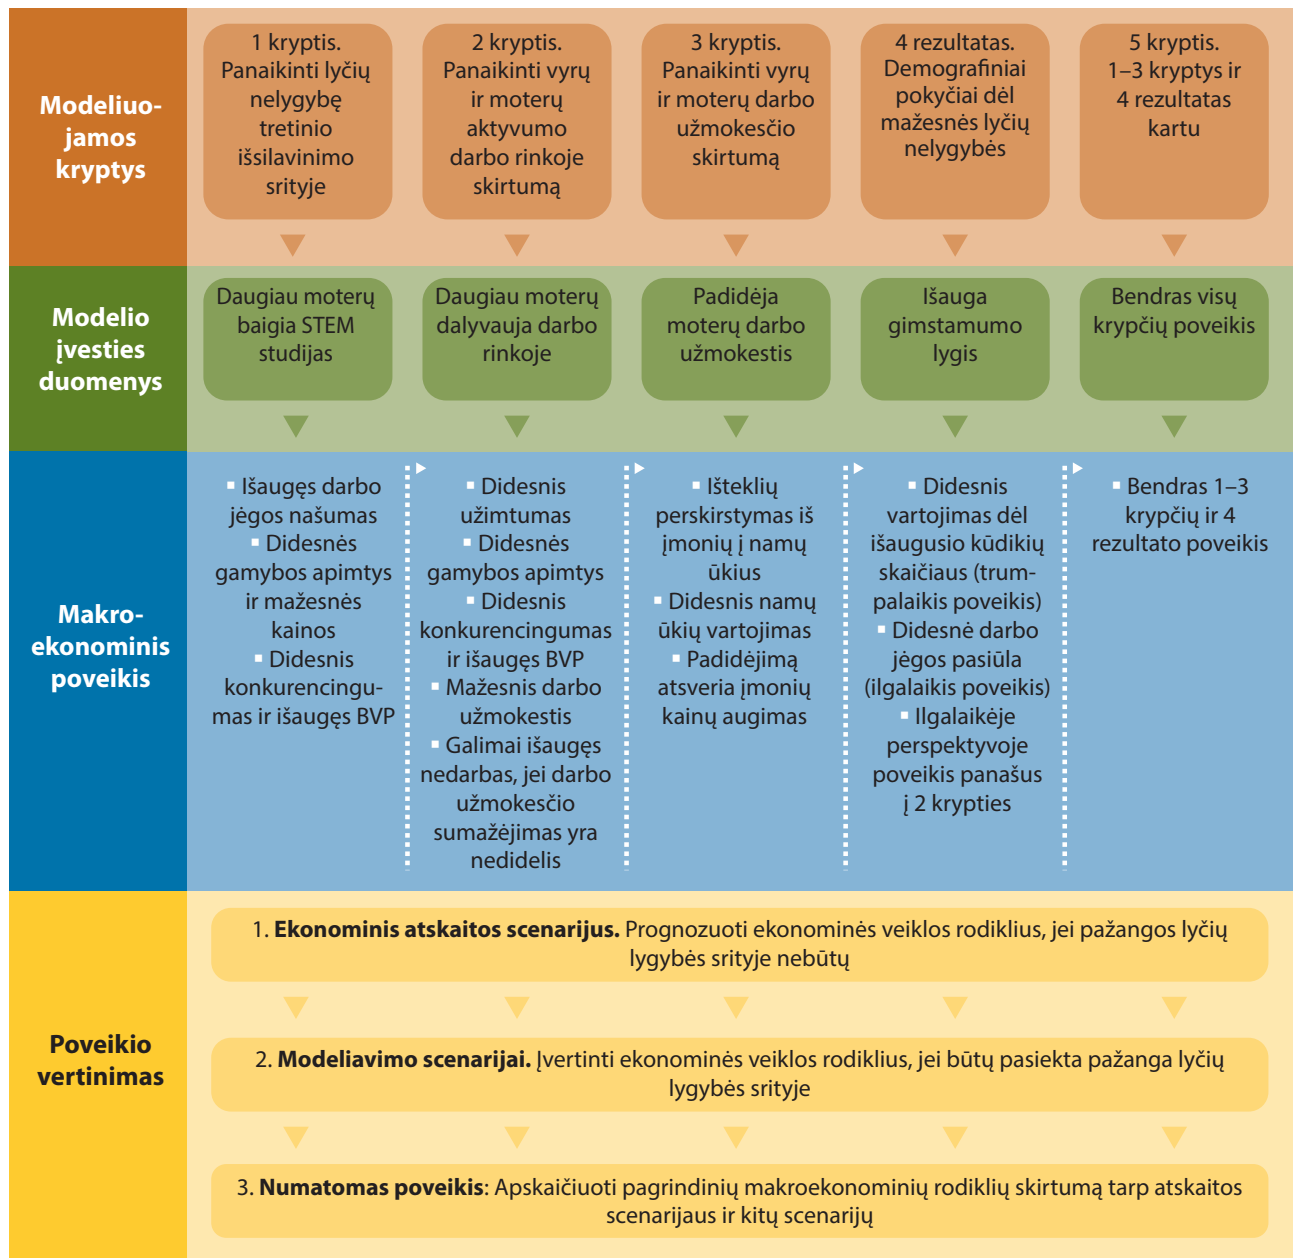 Modeliuo-
jamos
kryptys
1 kryptis.
Panaikinti lyčių
nelygybę
tretinio
išsilavinimo
srityje
2 kryptis.
Panaikinti vyrų
ir moterų
aktyvumo
darbo rinkoje
skirtumą
3 kryptis.
Panaikinti vyrų
ir moterų darbo
užmokesčio
skirtumą
4 rezultatas.
Demografiniai
pokyčiai dėl
mažesnės lyčių
nelygybės
5 kryptis.
1–3 kryptys ir
4 rezultatas
kartu
Modelio
įvesties
duomenys
Daugiau moterų
baigia STEM
studijas
Daugiau moterų
dalyvauja darbo
rinkoje
Padidėja
moterų darbo
užmokestis
Išauga
gimstamumo
lygis
Bendras visų
krypčių poveikis
Makro-
ekonominis
poveikis
▪ Išaugęs darbo
jėgos našumas
▪ Didesnės
gamybos apimtys
ir mažesnės
kainos
▪ Didesnis
konkurencingu-
mas ir išaugęs BVP
▪ Didesnis
užimtumas
▪ Didesnės
gamybos apimtys
▪ Didesnis
konkurencingumas
ir išaugęs BVP
▪ Mažesnis darbo
užmokestis
▪ Galimai išaugęs
nedarbas, jei darbo
užmokesčio
sumažėjimas yra
nedidelis
▪ Išteklių
perskirstymas iš
įmonių į namų
ūkius
▪ Didesnis namų
ūkių vartojimas
▪ Padidėjimą
atsveria įmonių
kainų augimas
▪ Didesnis
vartojimas dėl
išaugusio kūdikių
skaičiaus (trum-
palaikis poveikis)
▪ Didesnė darbo
jėgos pasiūla
(ilgalaikis poveikis)
▪ Ilgalaikėje
perspektyvoje
poveikis panašus
į 2 krypties
▪ Bendras 1–3
krypčių ir 4
rezultato poveikis
Poveikio
vertinimas
1. Ekonominis atskaitos scenarijus. Prognozuoti ekonominės veiklos rodiklius, jei pažangos lyčių
lygybės srityje nebūtų
2. Modeliavimo scenarijai. Įvertinti ekonominės veiklos rodiklius, jei būtų pasiekta pažanga lyčių
lygybės srityje
3. Numatomas poveikis: Apskaičiuoti pagrindinių makroekonominių rodiklių skirtumą tarp atskaitos
scenarijaus ir kitų scenarijų